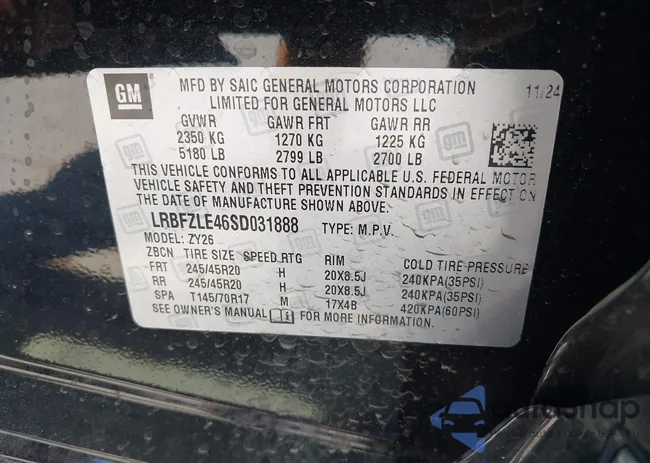 GM
MFD BY SAIC GENERAL MOTORS CORPORATION
LIMITED FOR GENERAL MOTORS LLC
11/24
GVWR GAWR FRT GAWR RR
2350 KG 1270 KG 1225 KG
5180 LB 2799 LB 2700 LB
THIS VEHICLE CONFORMS TO ALL APPLICABLE U.S. FEDERAL MOTOR
VEHICLE SAFETY AND THEFT PREVENTION STANDARDS IN EFFECT ON
THE DATE OF MANUFACTURE SHOWN ABOVE.
LRBFZLE46SD031888 TYPE: M.P.V.
MODEL: ZY26
ZBCN TIRE SIZE SPEED RTG RIM COLD TIRE PRESSURE
FRT 245/45R20 H 20X8.5J 240KPA(35PSI)
RR 245/45R20 H 20X8.5J 240KPA(35PSI)
SPA T145/70R17 M 17X4B 420KPA(60PSI)
SEE OWNER'S MANUAL FOR MORE INFORMATION.